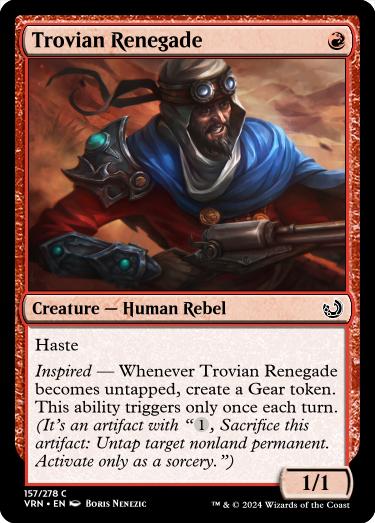 Trovian Renegade
Creature — Human Rebel
Haste
Inspired — Whenever Trovian Renegade
becomes untapped, create a Gear token.
This ability triggers only once each turn.
(It's an artifact with “1, Sacrifice this
artifact: Untap target nonland permanent.
Activate only as a sorcery.”)
1/1
157/278 C
VRN • EN Boris Nenezic
™ & © 2024 Wizards of the Coast